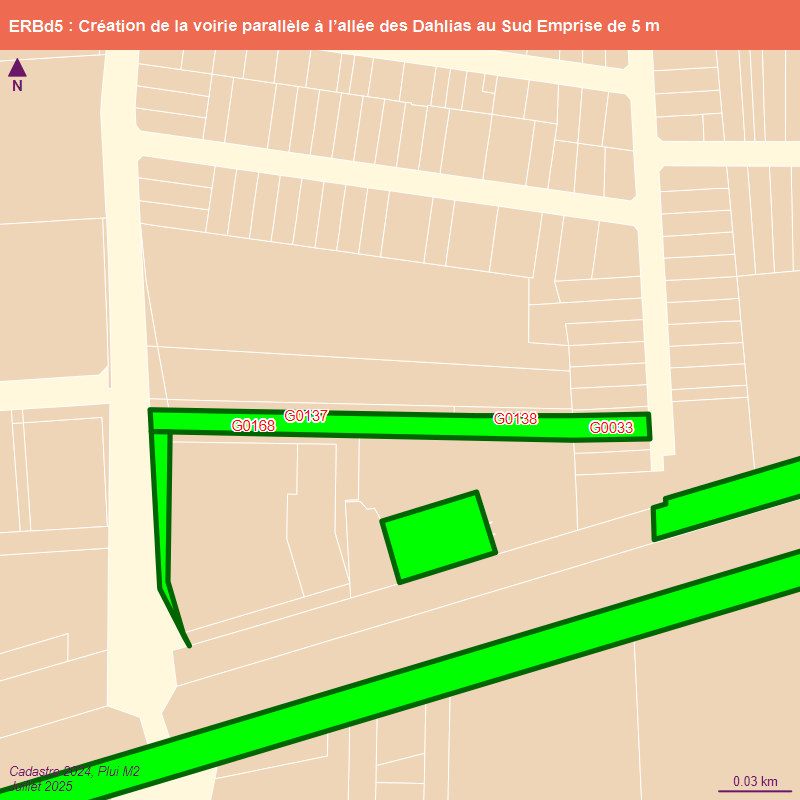 ERBd5 : Création de la voirie parallèle à l'allée des Dahlias au Sud Emprise de 5 m
N
G0137
G0138
G0168
G0033
Cadastre 2024, Plui M2
Juillet 2025
0.03 km